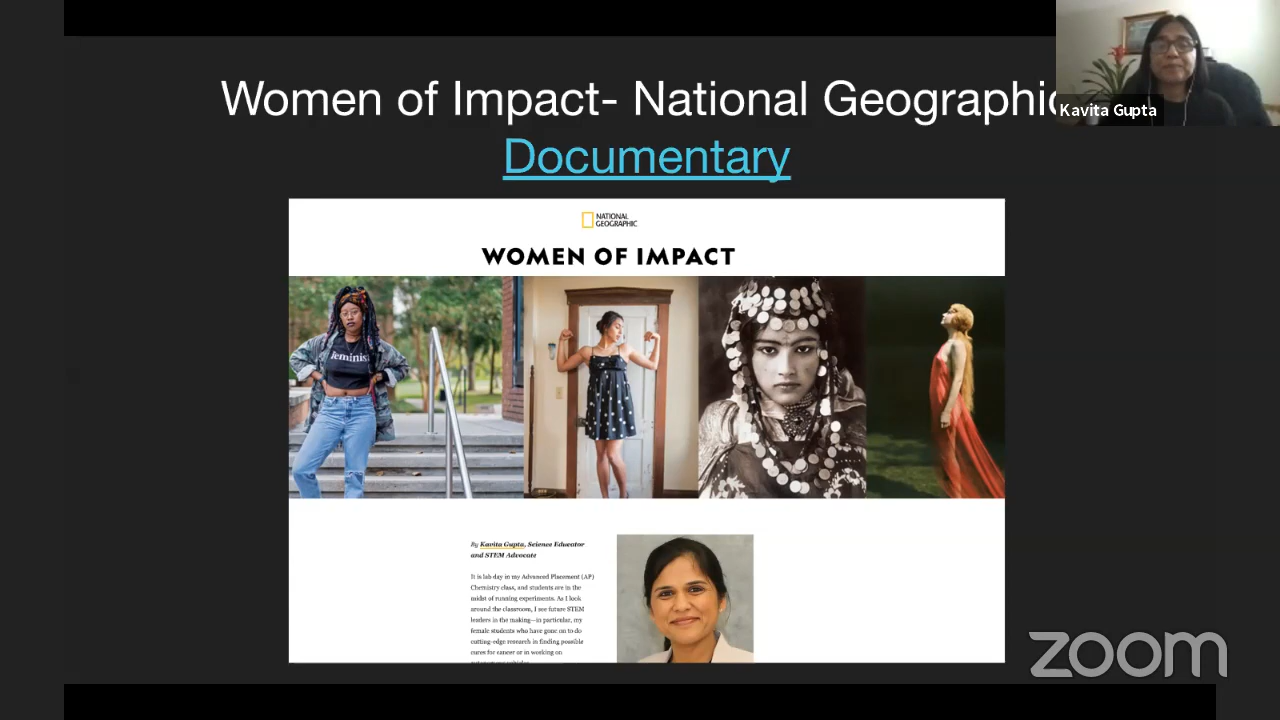 Women of Impact- National Geographic
Documentary
Kavita Gupta
NATIONAL
GEOGRAPHIC
WOMEN OF IMPACT
feminist
By Kavita Gupta, Science Educator
and STEM Advocate
It is lab day in my Advanced Placement (AP)
Chemistry class, and students are in the
midst of running experiments. As I look
around the classroom, I see future STEM
leaders in the making—in particular, my
female students who have gone on to do
cutting-edge research in finding possible
cures for cancer or in working on
zoom